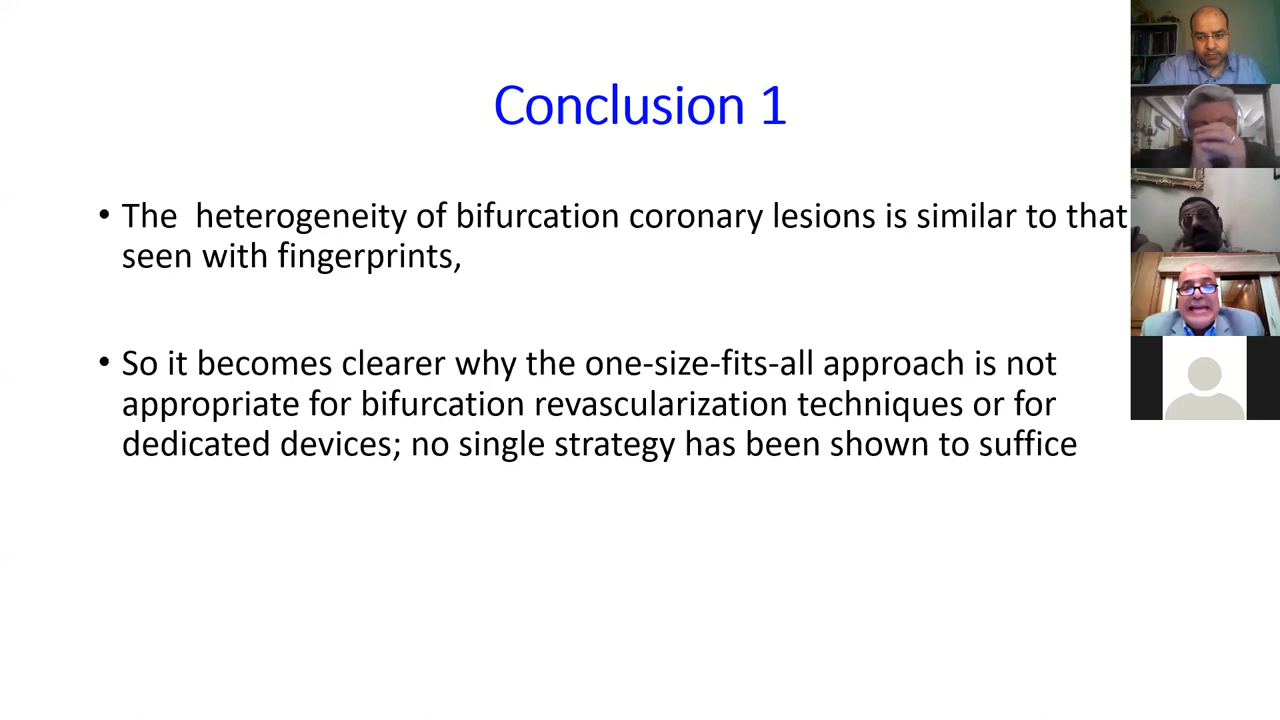 Conclusion 1
• The  heterogeneity of bifurcation coronary lesions is similar to that
seen with fingerprints,
• So it becomes clearer why the one-size-fits-all approach is not
appropriate for bifurcation revascularization techniques or for
dedicated devices; no single strategy has been shown to suffice